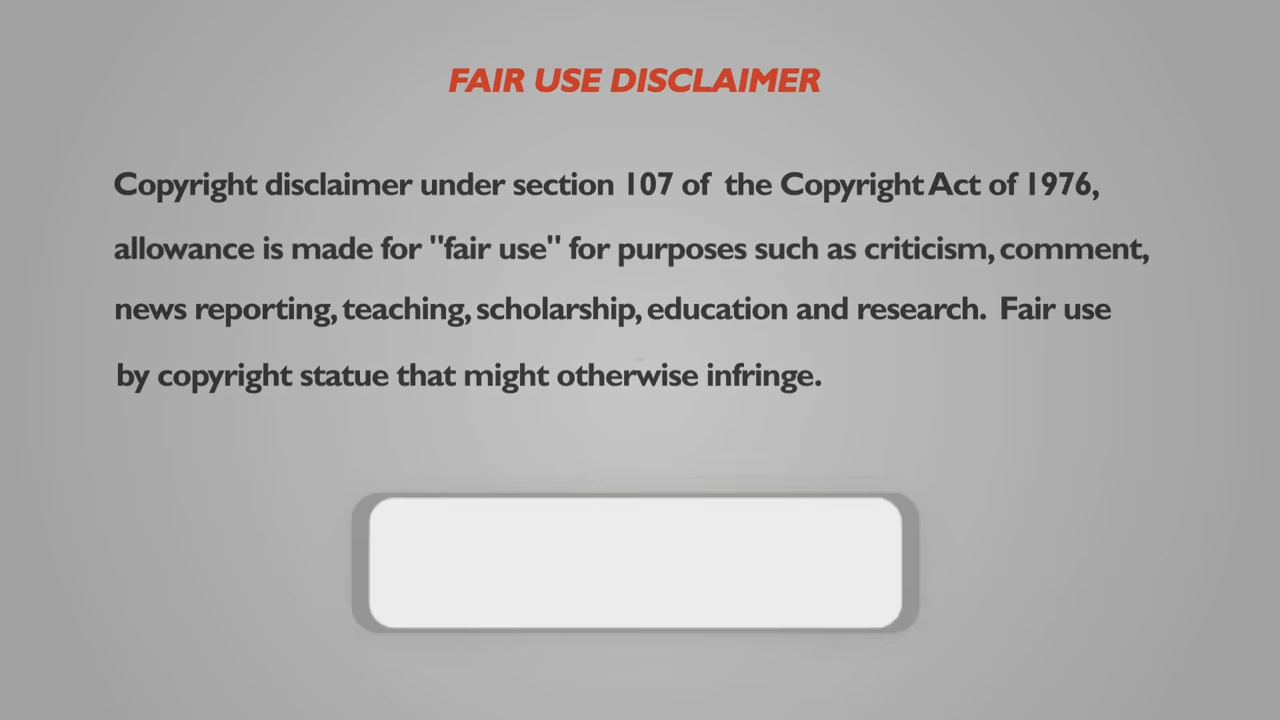 FAIR USE DISCLAIMER
Copyright disclaimer under section 107 of the Copyright Act of 1976,
allowance is made for "fair use" for purposes such as criticism, comment,
news reporting, teaching, scholarship, education and research. Fair use
by copyright statue that might otherwise infringe.